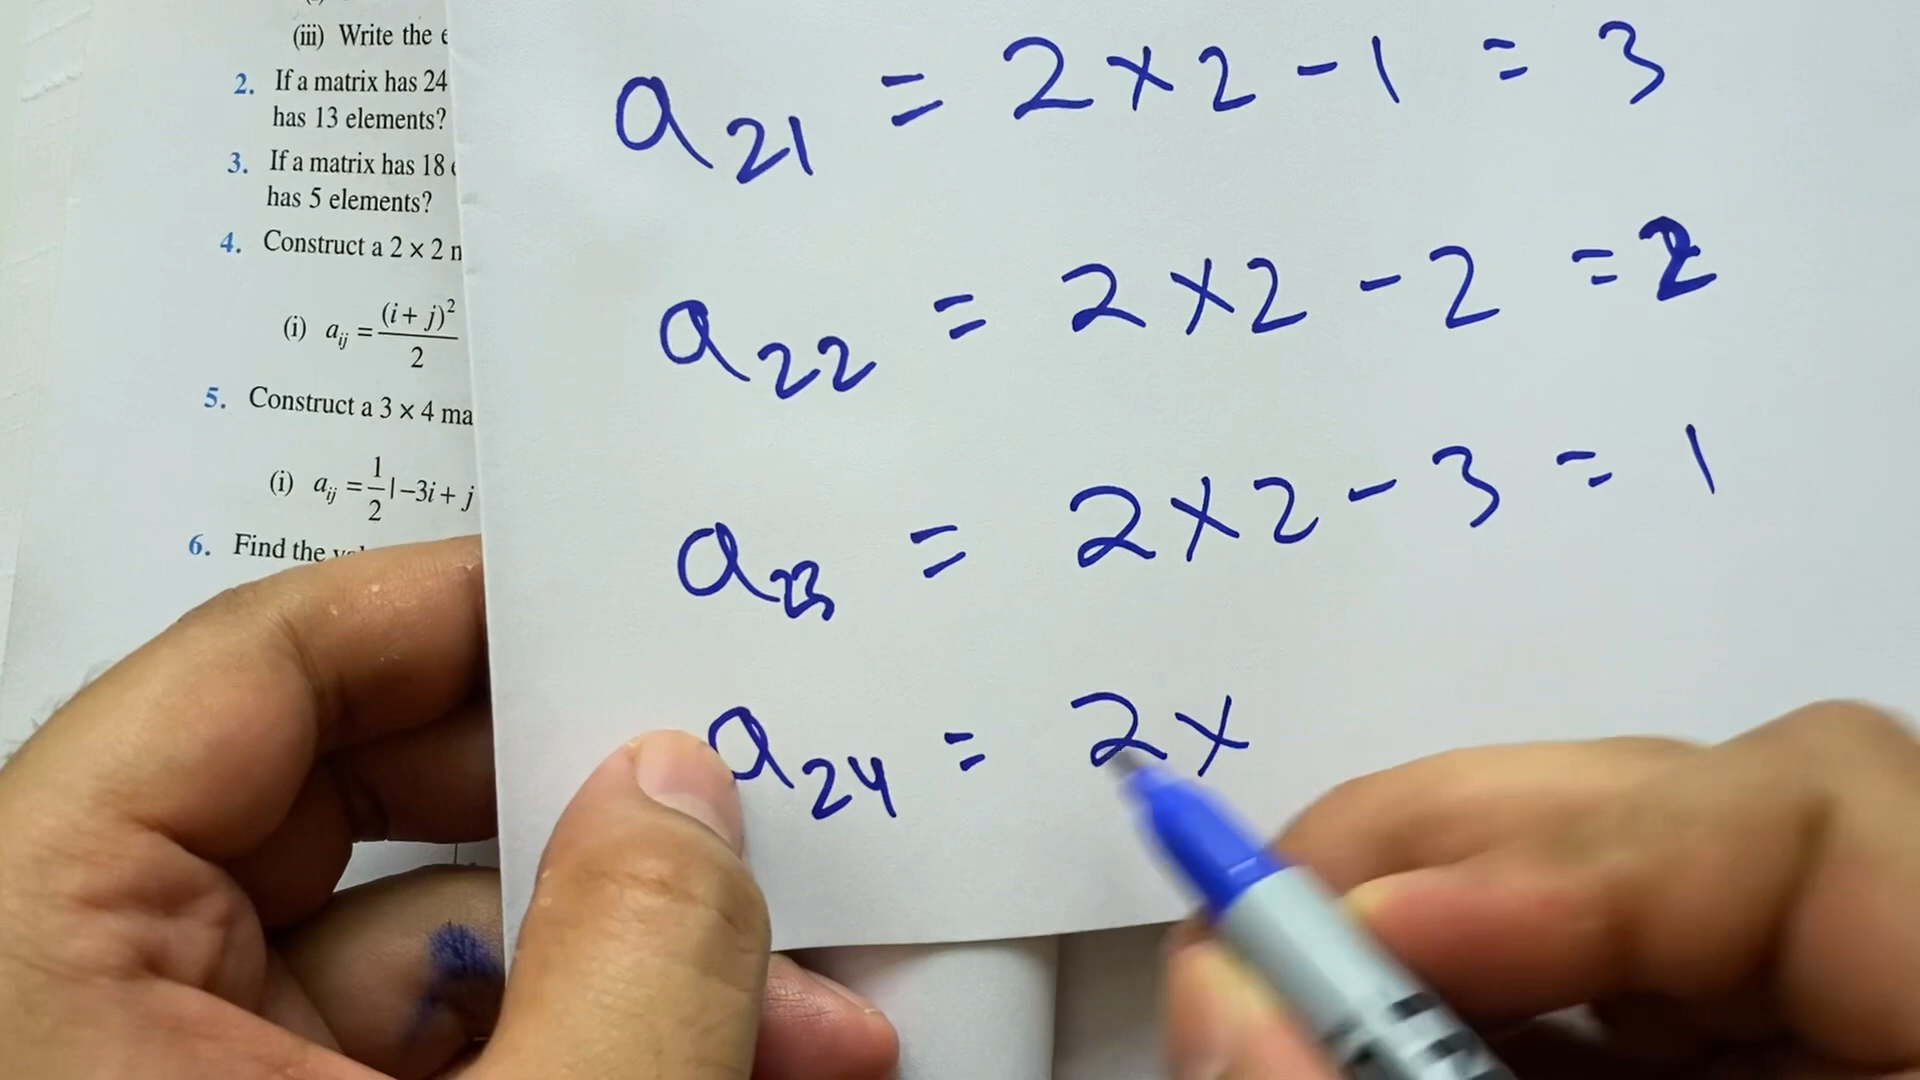 (iii) Write the
2. If a matrix has 24
has 13 elements?
3. If a matrix has 18
has 5 elements?
4. Construct a 2 × 2
(i) aᵢⱼ = (i + j)²/2
5. Construct a 3 × 4 ma
(i) aᵢⱼ = 1/2 |−3i + j
6. Find the
a₂₁ = 2 × 2 − 1 = 3
a₂₂ = 2 × 2 − 2 = 2
a₂₃ = 2 × 2 − 3 = 1
a₂₄ = 2 ×